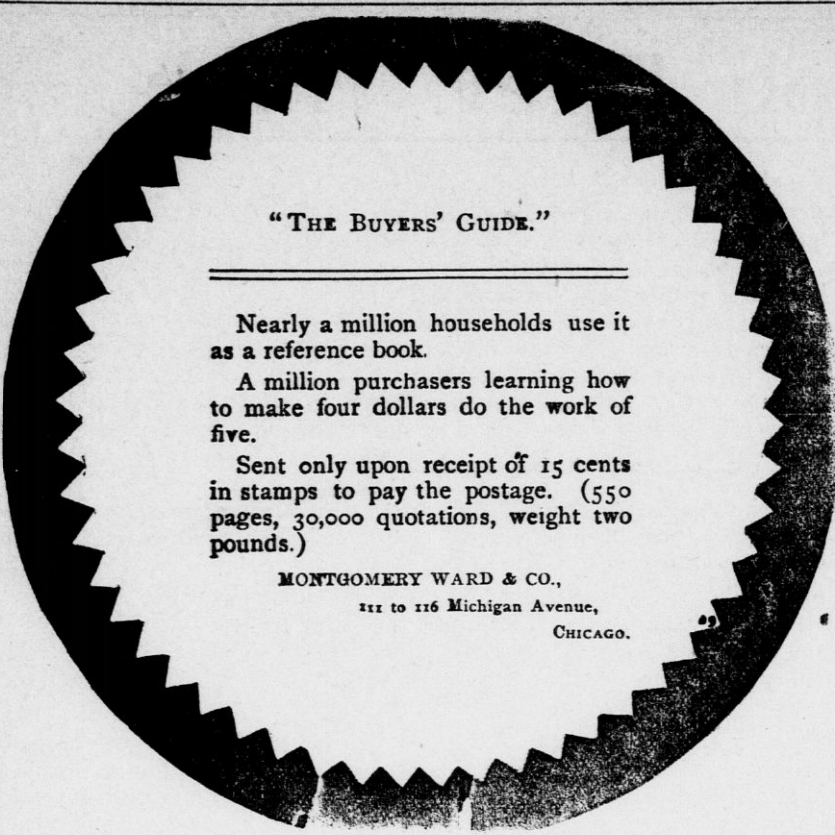 “The Buyers’ Guide.”
Nearly a million households use it
as a reference book.
A million purchasers learning how
to make four dollars do the work of
five.
Sent only upon receipt of 15 cents
in stamps to pay the postage. (550
pages, 30,000 quotations, weight two
pounds.)
MONTGOMERY WARD & CO.,
111 to 116 Michigan Avenue,
Chicago.